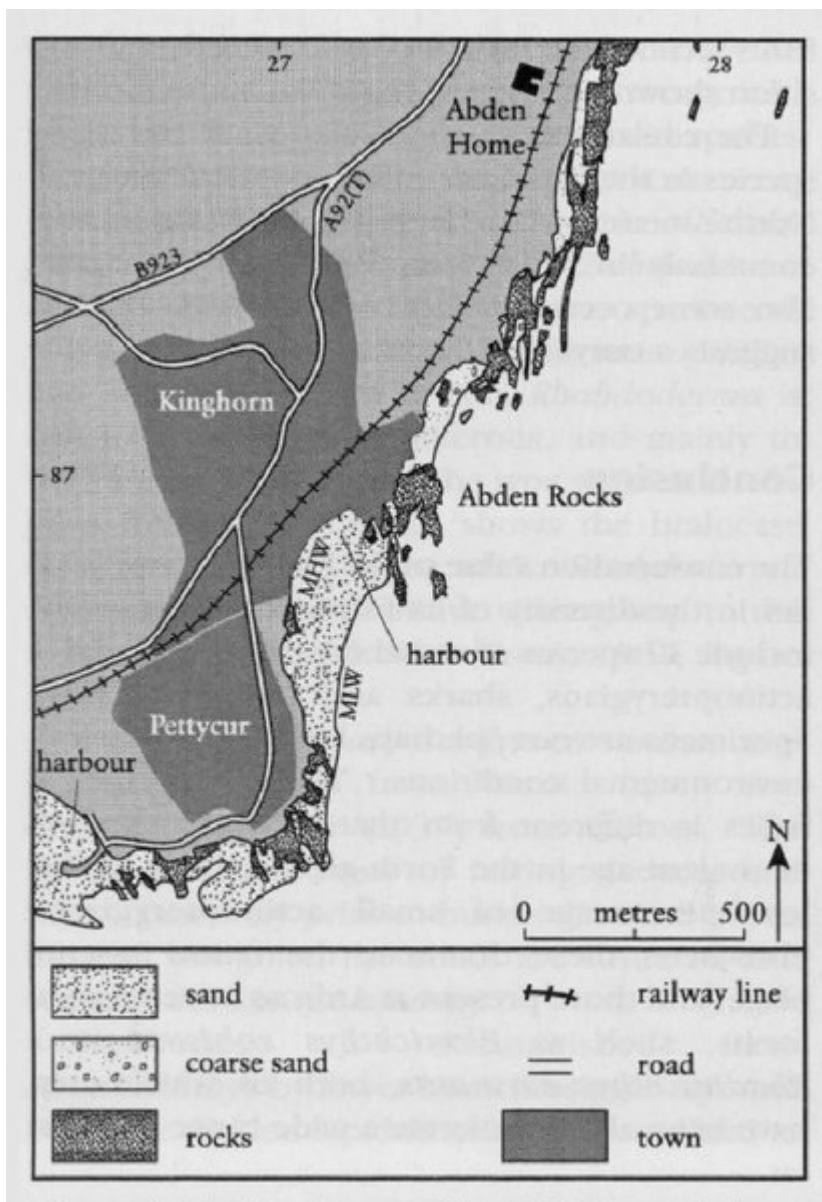 27
28
Abden
Home
A92(T)
B923
Kinghorn
87
Abden Rocks
MHW
harbour
MLW
Pettycur
harbour
N
0 metres 500
sand
coarse sand
rocks
railway line
road
town